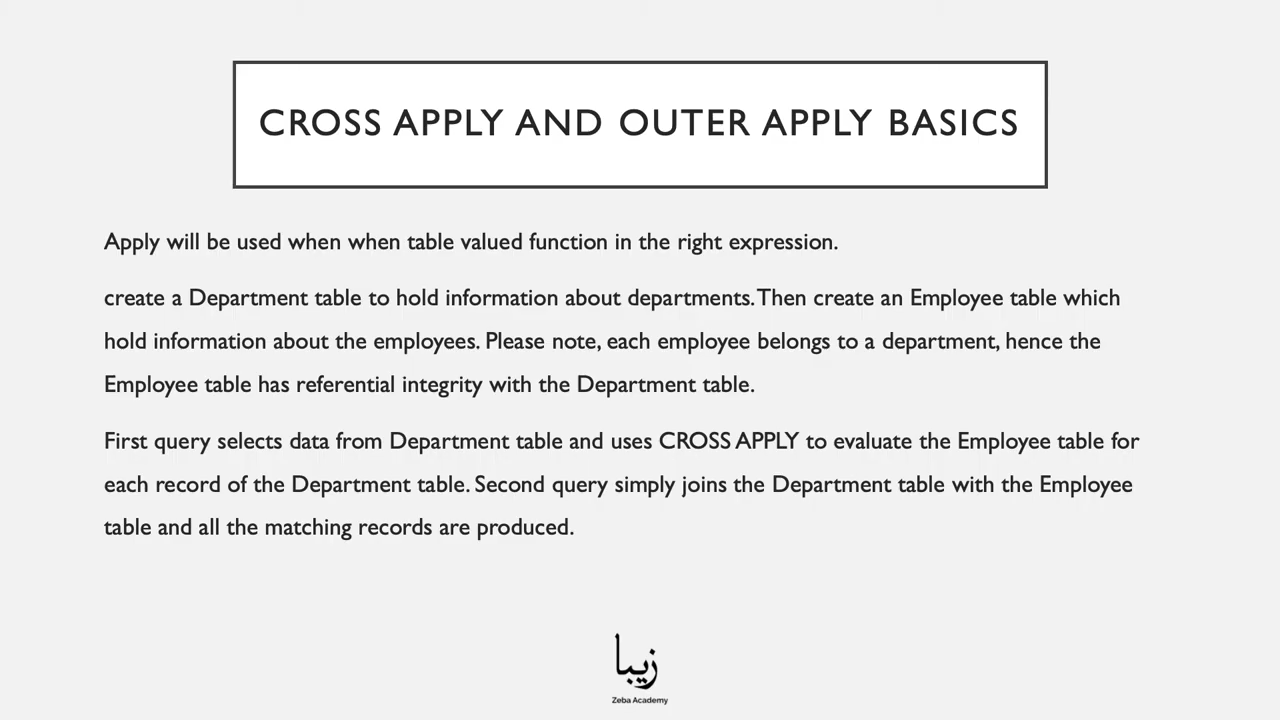 CROSS APPLY AND OUTER APPLY BASICS
Apply will be used when when table valued function in the right expression.
create a Department table to hold information about departments. Then create an Employee table which
hold information about the employees. Please note, each employee belongs to a department, hence the
Employee table has referential integrity with the Department table.
First query selects data from Department table and uses CROSS APPLY to evaluate the Employee table for
each record of the Department table. Second query simply joins the Department table with the Employee
table and all the matching records are produced.
زيبا
Zeba Academy